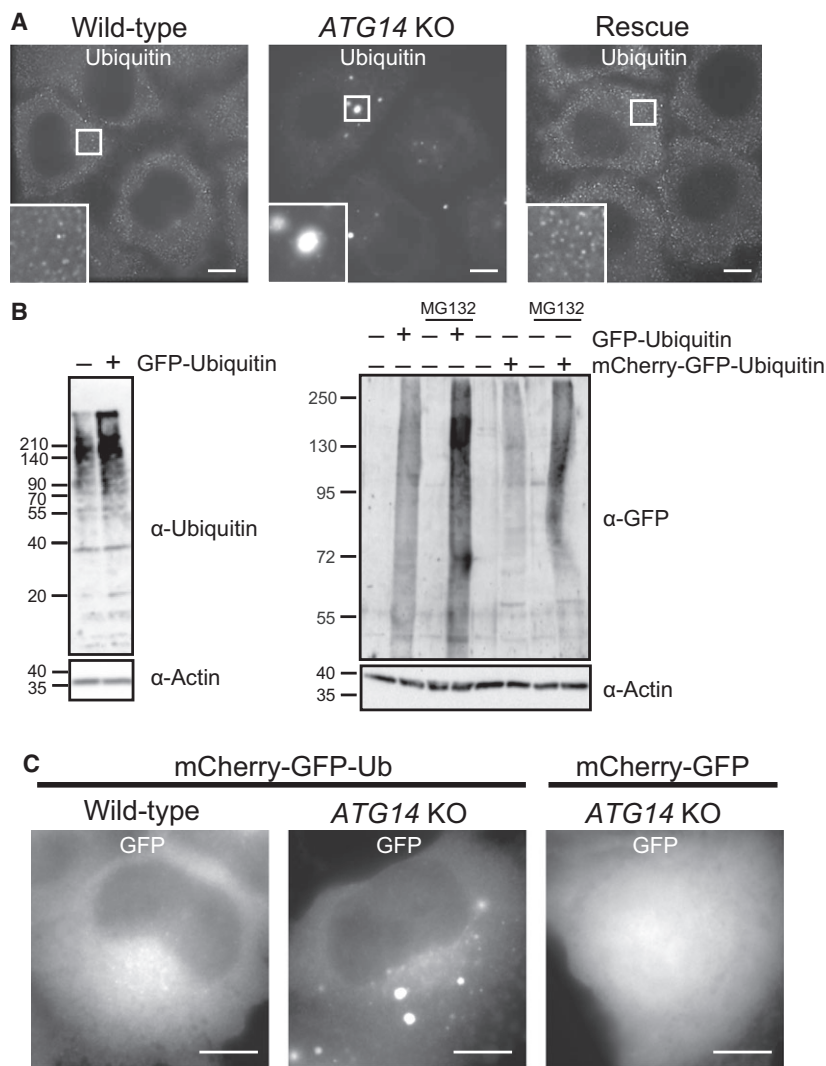 A
Wild-type
ATG14 KO
Rescue
Ubiquitin
Ubiquitin
Ubiquitin
B
− + GFP-Ubiquitin
210
140
90
70
55
40
20
α-Ubiquitin
40
35
α-Actin
MG132 MG132
− + − + − − − − GFP-Ubiquitin
− − − − − + − + mCherry-GFP-Ubiquitin
250
130
95
72
55
α-GFP
40
35
α-Actin
C
mCherry-GFP-Ub
mCherry-GFP
Wild-type
ATG14 KO
ATG14 KO
GFP
GFP
GFP